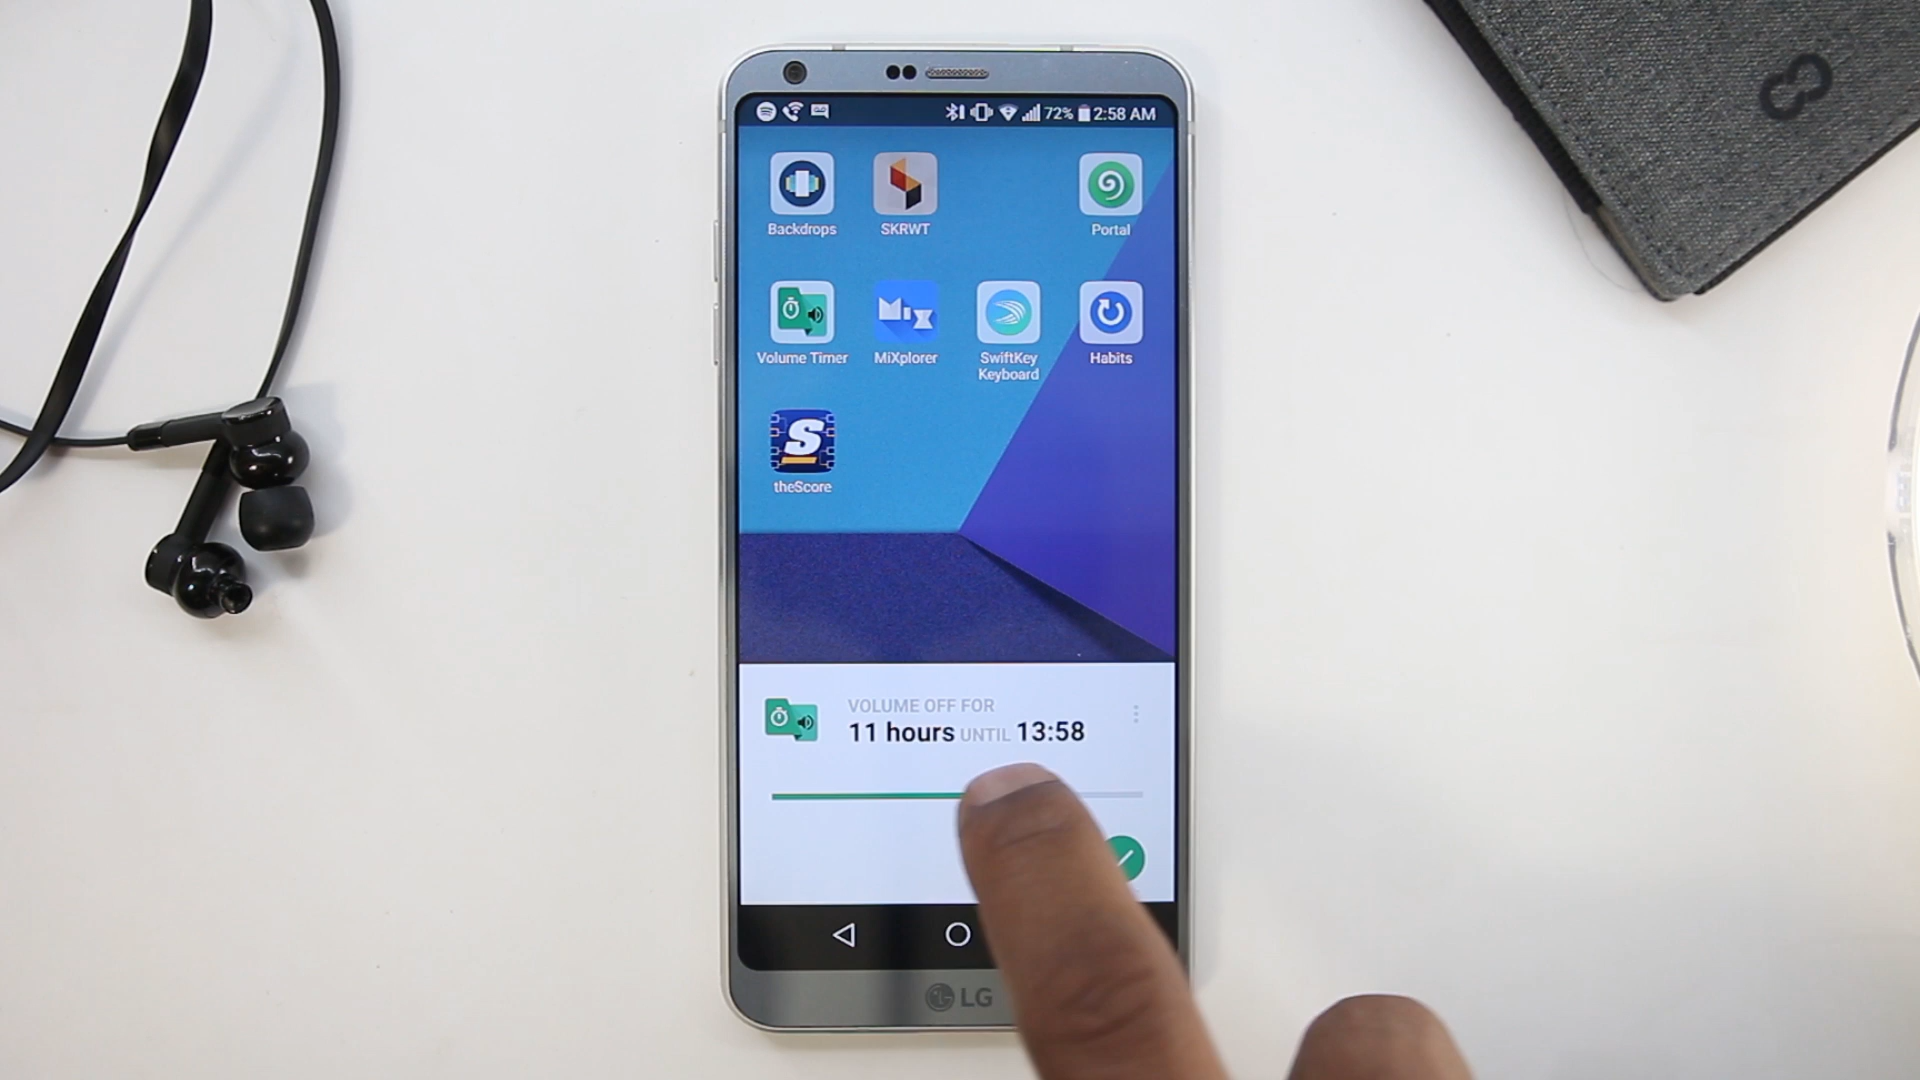 72% 2:58 AM
Backdrops
SKRWT
Portal
Volume Timer
MiX
MiXplorer
SwiftKey
Keyboard
Habits
S
theScore
VOLUME OFF FOR
11 hours UNTIL 13:58
LG